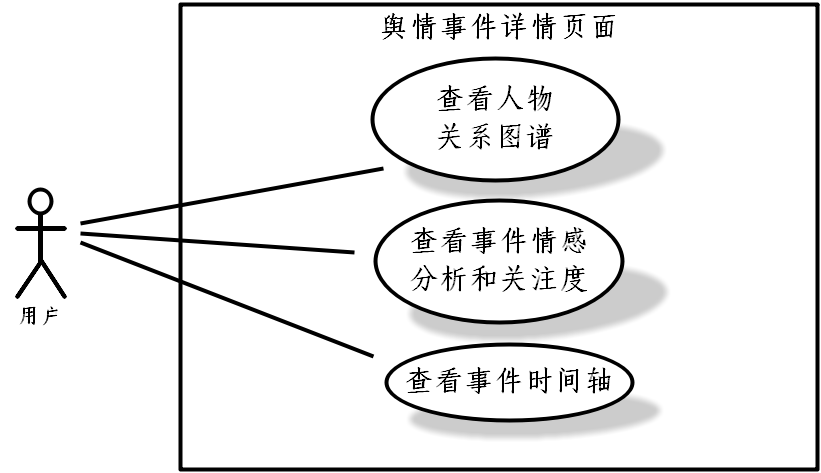 舆情事件详情页面
查看人物
关系图谱
查看事件情感
分析和关注度
用户
查看事件时间轴